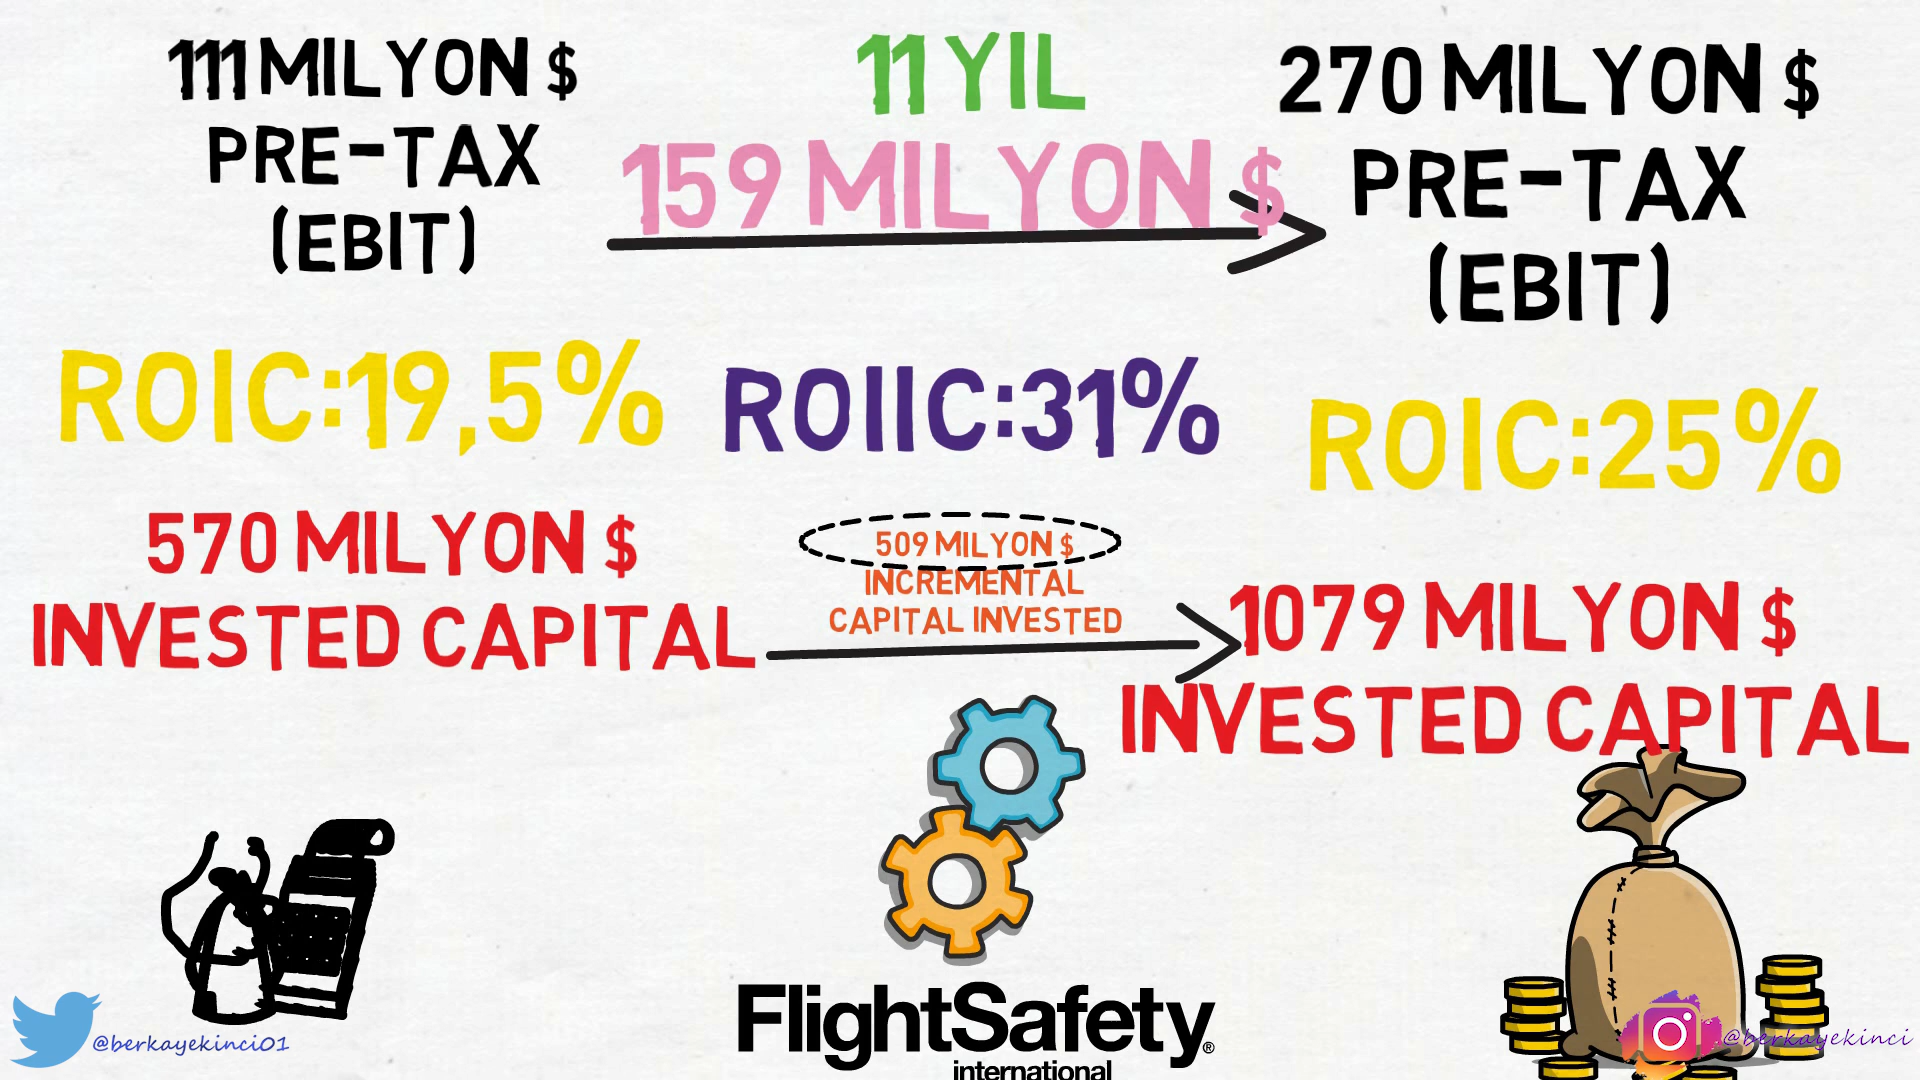 111 MILYON $
PRE-TAX
(EBIT)
11 YIL
159 MILYON $
270 MILYON $
PRE-TAX
(EBIT)
ROIC:19,5%
ROIIC:31%
ROIC:25%
570 MILYON $
INVESTED CAPITAL
509 MILYON $
INCREMENTAL
CAPITAL INVESTED
1079 MILYON $
INVESTED CAPITAL
FlightSafety®
international
@berkayekinci01
@berkayekinci